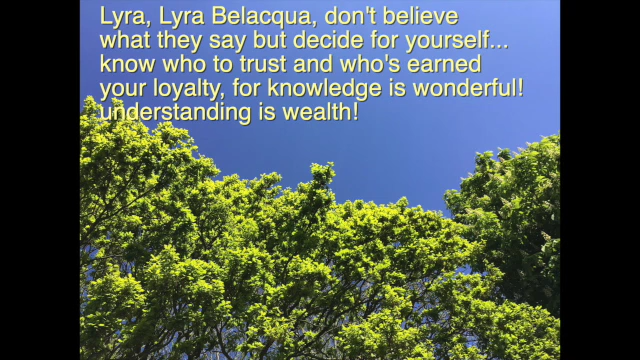 Lyra, Lyra Belacqua, don't believe
what they say but decide for yourself...
know who to trust and who's earned
your loyalty, for knowledge is wonderful!
understanding is wealth!